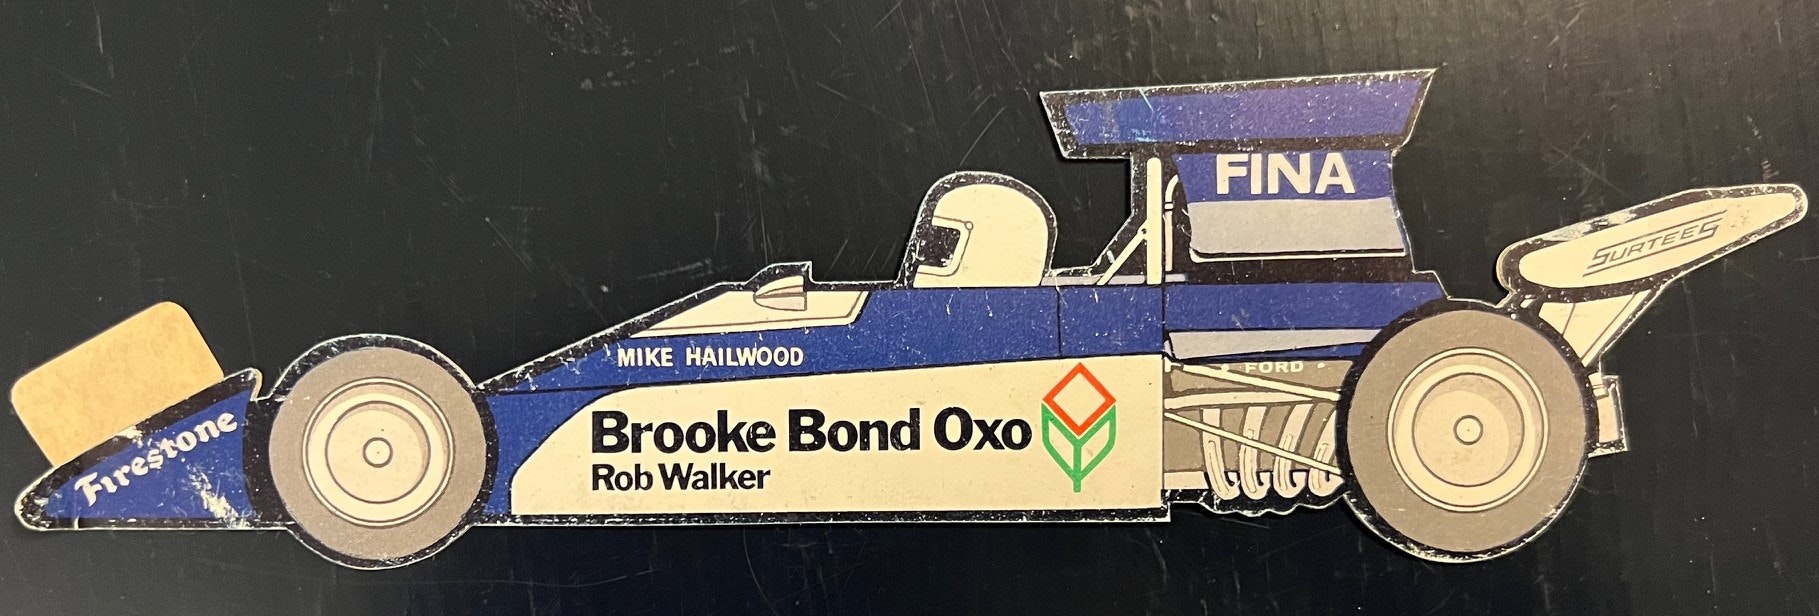 FINA
SURTEES
MIKE HAILWOOD
FORD
Brooke Bond Oxo
Rob Walker
Firestone